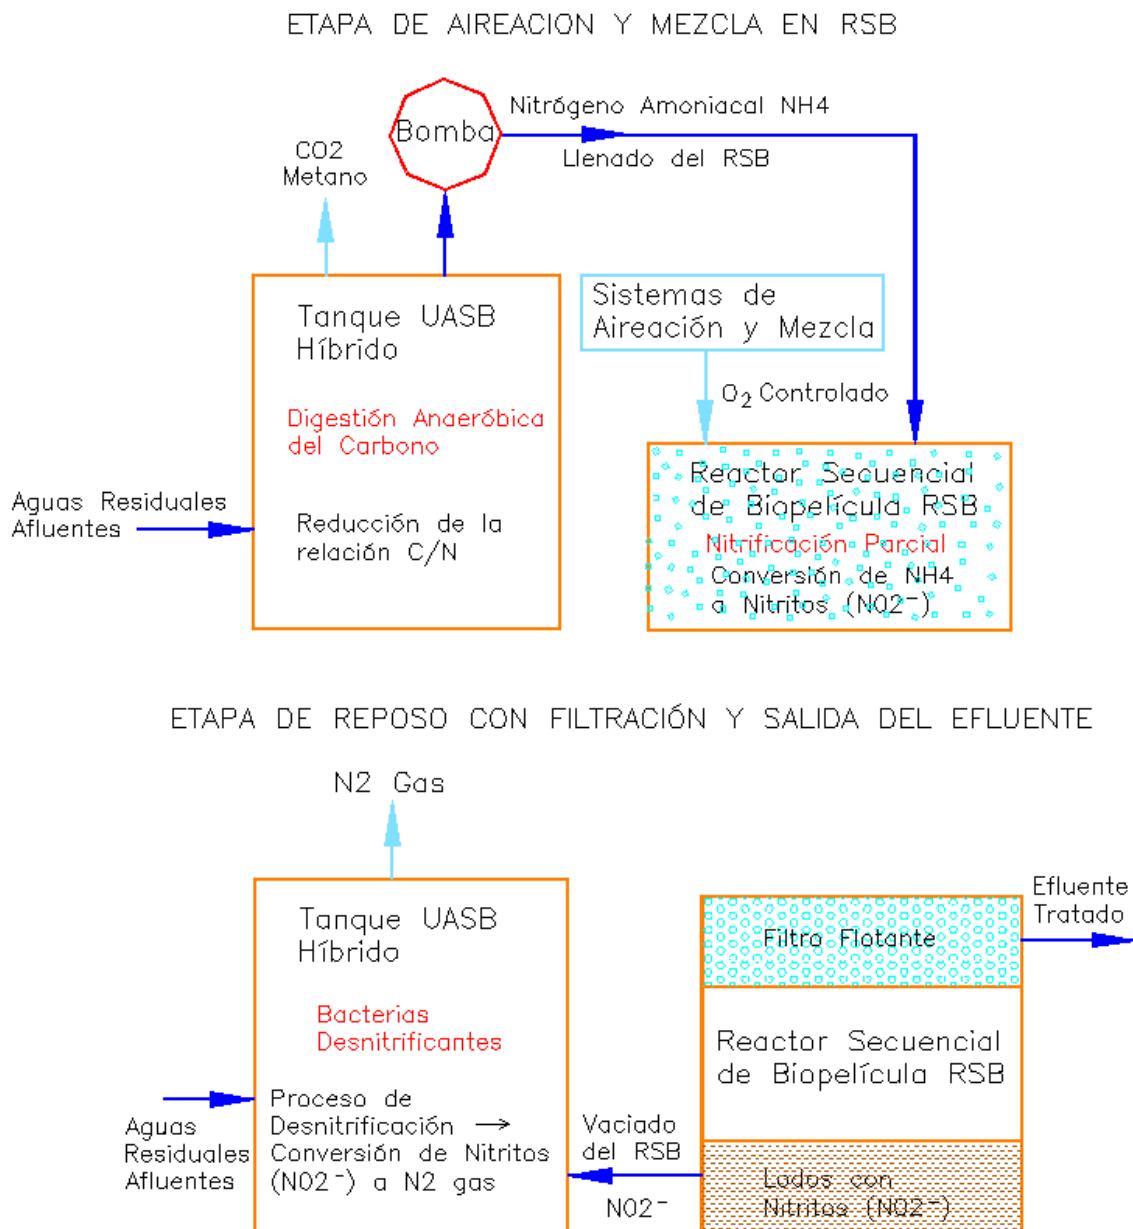 ETAPA DE AIREACION Y MEZCLA EN RSB
Bomba
Nitrógeno Amoniacal NH4
Llenado del RSB
CO2
Metano
Tanque UASB
Híbrido
Digestión Anaeróbica
del Carbono
Reducción de la
relación C/N
Aguas Residuales
Afluentes
Sistemas de
Aireación y Mezcla
O₂ Controlado
Reactor Secuencial
de Biopelícula RSB
Nitrificación Parcial
Conversión de NH4
a Nitritos (NO2⁻)
ETAPA DE REPOSO CON FILTRACIÓN Y SALIDA DEL EFLUENTE
N2 Gas
Tanque UASB
Híbrido
Bacterias
Desnitrificantes
Proceso de
Desnitrificación →
Conversión de Nitritos
(NO2⁻) a N2 gas
Aguas
Residuales
Afluentes
Vaciado
del RSB
NO2⁻
Filtro Flotante
Efluente
Tratado
Reactor Secuencial
de Biopelícula RSB
Lodos con
Nitritos (NO2⁻)